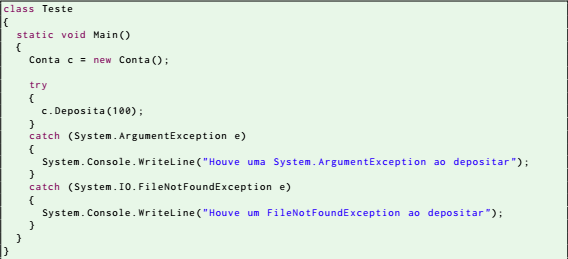 class Teste
{
  static void Main()
  {
    Conta c = new Conta();

    try
    {
      c.Deposita(100);
    }
    catch (System.ArgumentException e)
    {
      System.Console.WriteLine("Houve uma System.ArgumentException ao depositar");
    }
    catch (System.IO.FileNotFoundException e)
    {
      System.Console.WriteLine("Houve um FileNotFoundException ao depositar");
    }
  }
}